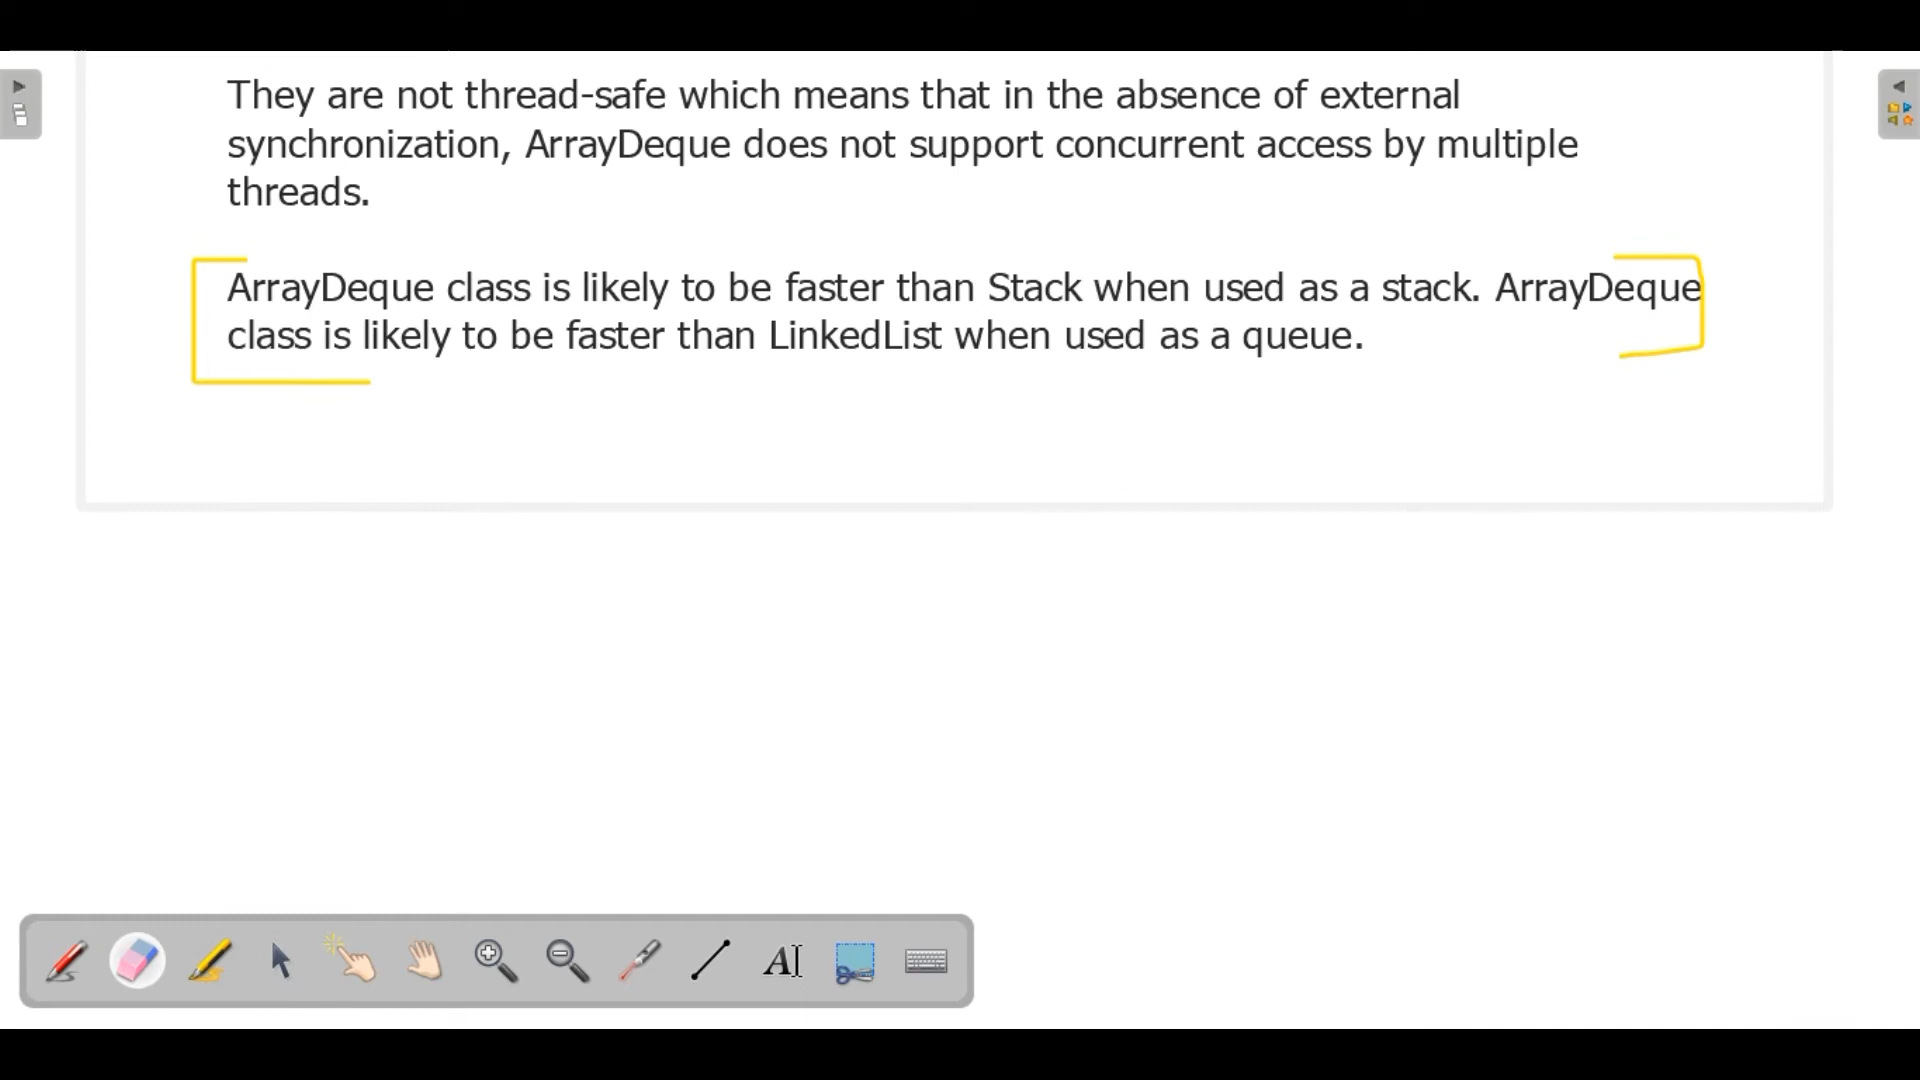 They are not thread-safe which means that in the absence of external
synchronization, ArrayDeque does not support concurrent access by multiple
threads.
ArrayDeque class is likely to be faster than Stack when used as a stack. ArrayDeque
class is likely to be faster than LinkedList when used as a queue.